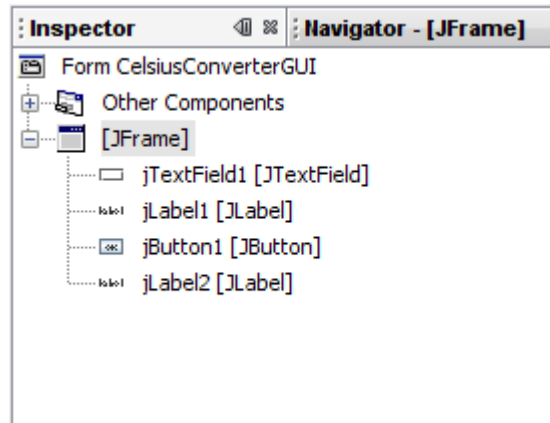 Inspector Navigator - [JFrame]
Form CelsiusConverterGUI
Other Components
[JFrame]
jTextField1 [JTextField]
jLabel1 [JLabel]
jButton1 [JButton]
jLabel2 [JLabel]